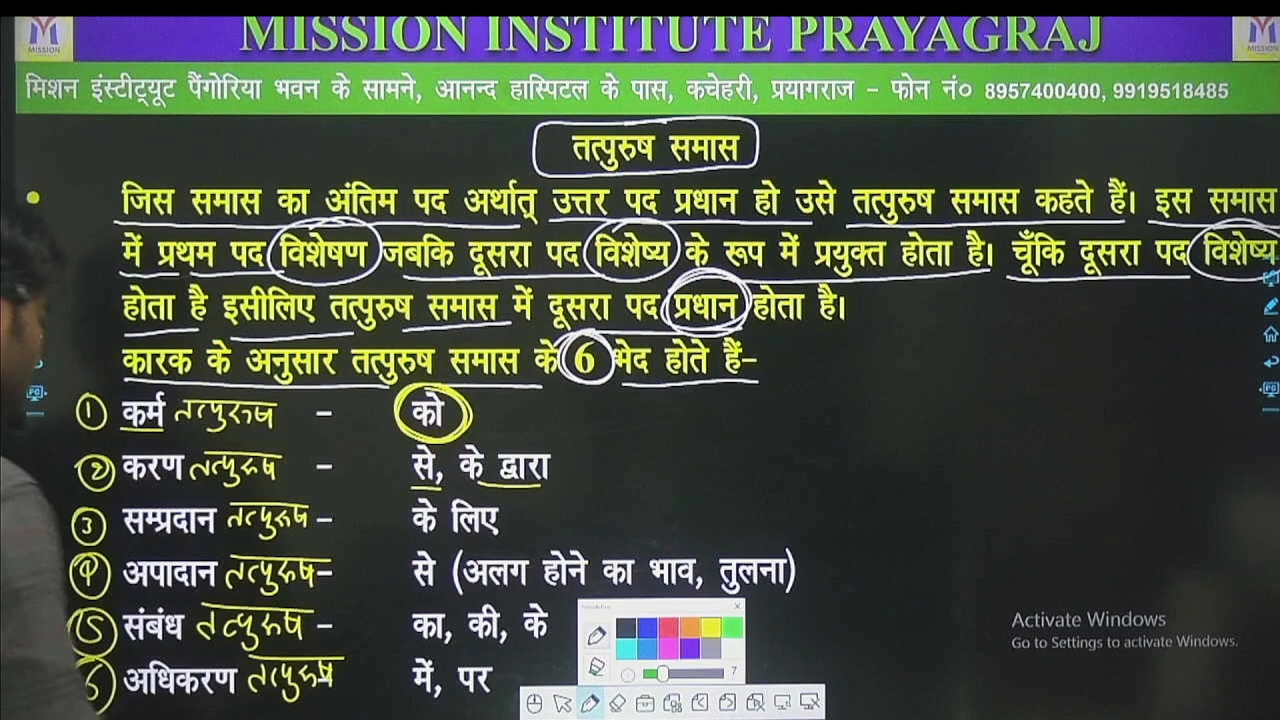 MISSION INSTITUTE PRAYAGRAJ
MISSION
MISSION
मिशन इंस्टीट्यूट पैंगोरिया भवन के सामने, आनन्द हास्पिटल के पास, कचेहरी, प्रयागराज - फोन नं० 8957400400, 9919518485
तत्पुरुष समास
जिस समास का अंतिम पद अर्थात् उत्तर पद प्रधान हो उसे तत्पुरुष समास कहते हैं। इस समास
में प्रथम पद विशेषण जबकि दूसरा पद विशेष्य के रूप में प्रयुक्त होता है। चूँकि दूसरा पद विशेष्य
होता है इसीलिए तत्पुरुष समास में दूसरा पद प्रधान होता है।
कारक के अनुसार तत्पुरुष समास के 6 भेद होते हैं-
① कर्म तत्पुरुष - को
② करण तत्पुरुष - से, के द्वारा
③ सम्प्रदान तत्पुरुष - के लिए
④ अपादान तत्पुरुष - से (अलग होने का भाव, तुलना)
⑤ संबंध तत्पुरुष - का, की, के
⑥ अधिकरण तत्पुरुष - में, पर
7
Activate Windows
Go to Settings to activate Windows.